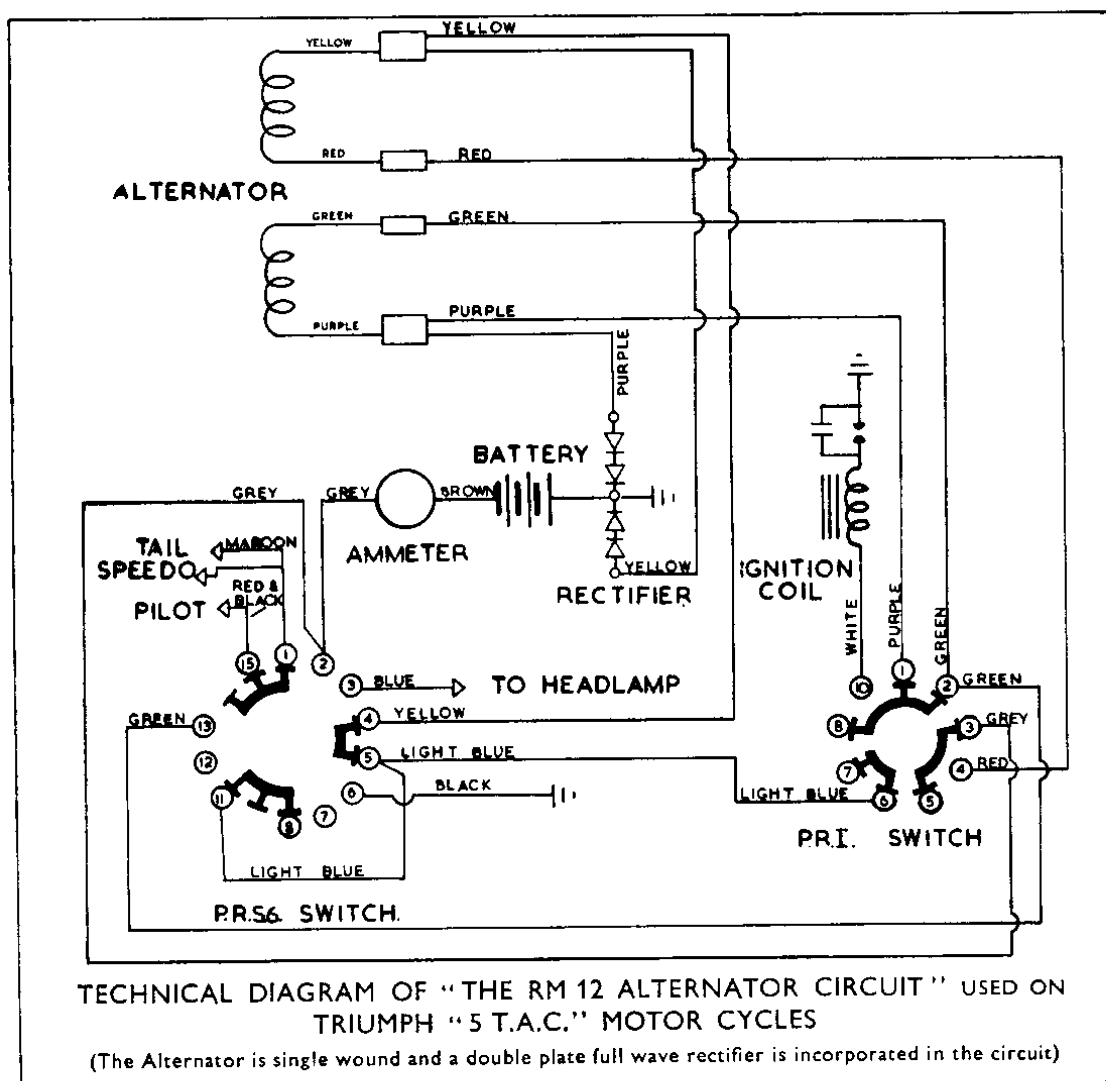 YELLOW
YELLOW
RED
RED
ALTERNATOR
GREEN
GREEN
PURPLE
PURPLE
PURPLE
BATTERY
GREY
GREY
BROWN
AMMETER
RECTIFIER
YELLOW
IGNITION
COIL
WHITE
PURPLE
GREEN
TAIL
MAROON
SPEEDO
RED &
BLACK
PILOT
15
1
2
3
BLUE
TO HEADLAMP
4
YELLOW
5
LIGHT BLUE
6
BLACK
7
8
11
12
13
GREEN
LIGHT BLUE
P.R.S6. SWITCH.
10
1
2
GREEN
3
GREY
4
RED
5
6
7
8
LIGHT BLUE
P.R.I. SWITCH
TECHNICAL DIAGRAM OF "THE RM 12 ALTERNATOR CIRCUIT" USED ON
TRIUMPH "5 T.A.C." MOTOR CYCLES
(The Alternator is single wound and a double plate full wave rectifier is incorporated in the circuit)